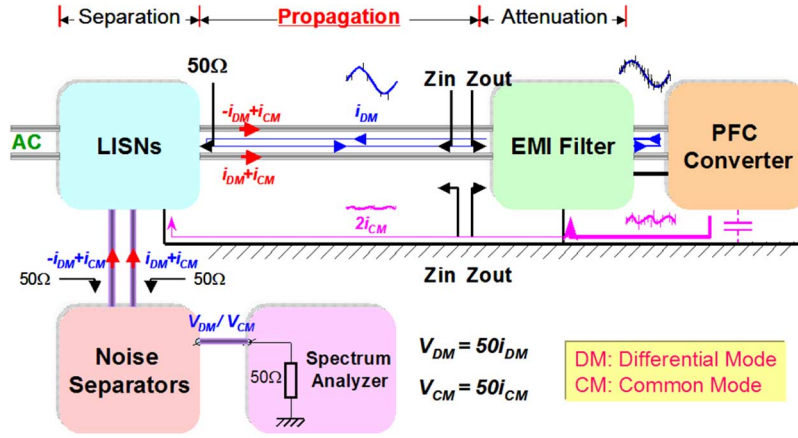 Separation Propagation Attenuation
50Ω Zin Zout
-iDM+iCM iDM
AC LISNs EMI Filter PFC Converter
iDM+iCM
2iCM
-iDM+iCM iDM+iCM
50Ω 50Ω
Zin Zout
VDM / VCM
Noise Separators
50Ω
Spectrum Analyzer
VDM = 50iDM
VCM = 50iCM
DM: Differential Mode
CM: Common Mode